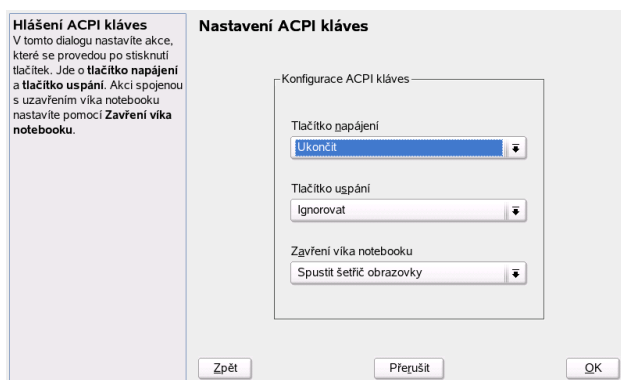 Hlášení ACPI kláves
V tomto dialogu nastavíte akce,
které se provedou po stisknutí
tlačítek. Jde o tlačítko napájení
a tlačítko uspání. Akci spojenou
s uzavřením víka notebooku
nastavíte pomocí Zavření víka
notebooku.
Nastavení ACPI kláves
Konfigurace ACPI kláves
Tlačítko napájení
Ukončit
Tlačítko uspání
Ignorovat
Zavření víka notebooku
Spustit šetřič obrazovky
Zpět
Přerušit
OK